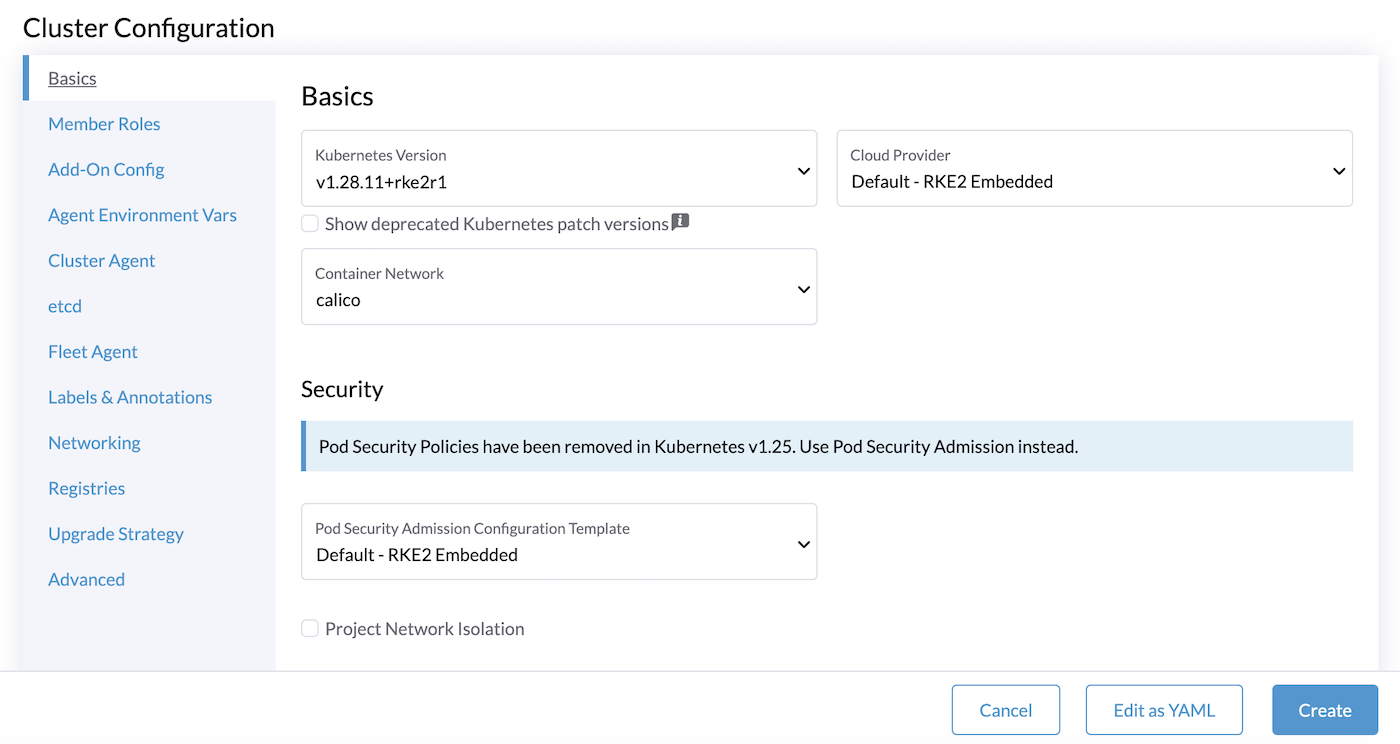 Cluster Configuration
Basics
Member Roles
Add-On Config
Agent Environment Vars
Cluster Agent
etcd
Fleet Agent
Labels & Annotations
Networking
Registries
Upgrade Strategy
Advanced
Basics
Kubernetes Version
v1.28.11+rke2r1
Cloud Provider
Default - RKE2 Embedded
Show deprecated Kubernetes patch versions
Container Network
calico
Security
Pod Security Policies have been removed in Kubernetes v1.25. Use Pod Security Admission instead.
Pod Security Admission Configuration Template
Default - RKE2 Embedded
Project Network Isolation
Cancel
Edit as YAML
Create